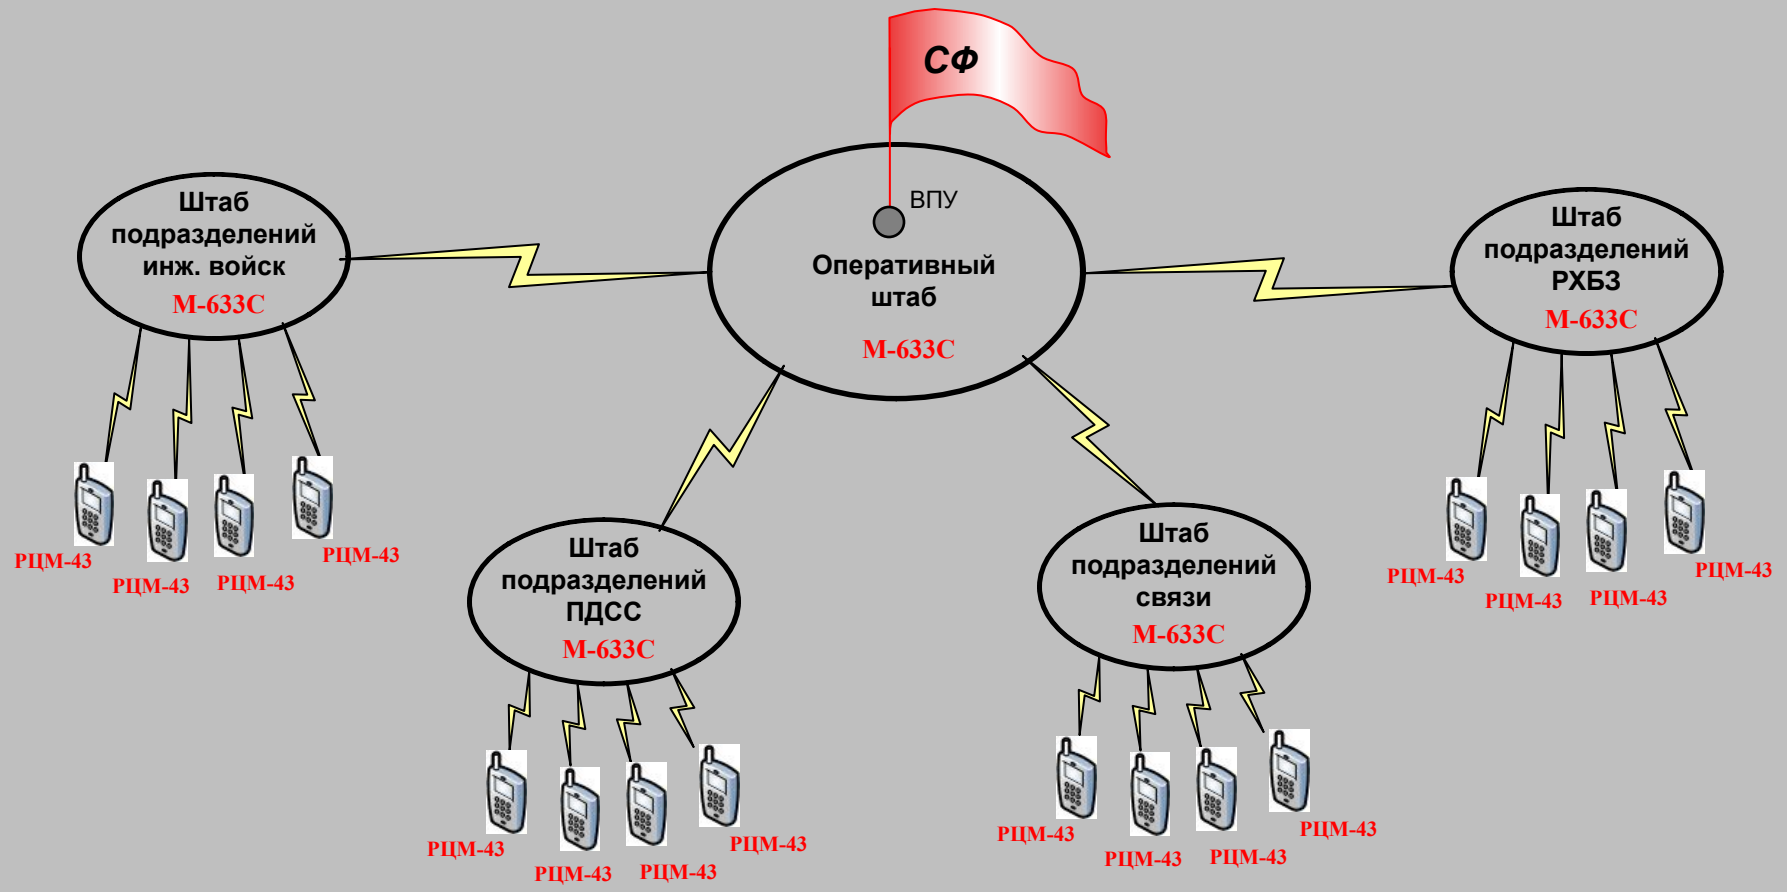 СФ
ВПУ
Оперативный
штаб
М-633С
Штаб
подразделений
инж. войск
М-633С
РЦМ-43
РЦМ-43
РЦМ-43
РЦМ-43
Штаб
подразделений
ПДСС
М-633С
РЦМ-43
РЦМ-43
РЦМ-43
РЦМ-43
Штаб
подразделений
связи
М-633С
РЦМ-43
РЦМ-43
РЦМ-43
РЦМ-43
Штаб
подразделений
РХБЗ
М-633С
РЦМ-43
РЦМ-43
РЦМ-43
РЦМ-43